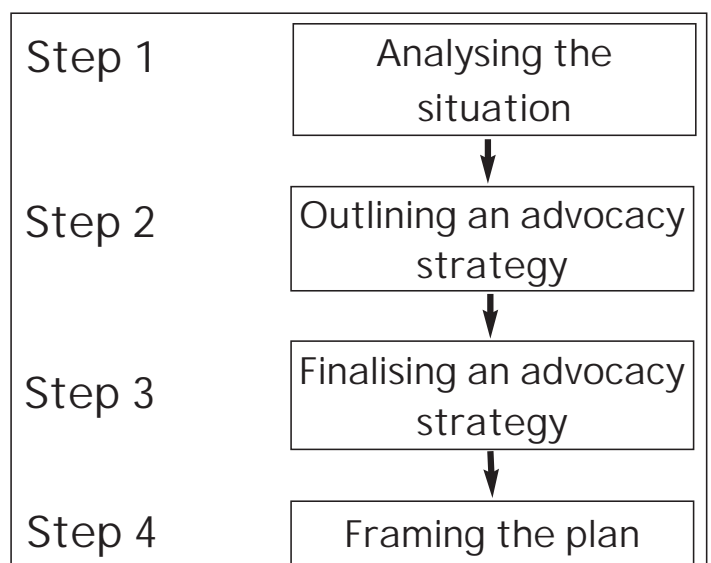 Step 1
Analysing the
situation
Step 2
Outlining an advocacy
strategy
Step 3
Finalising an advocacy
strategy
Step 4
Framing the plan